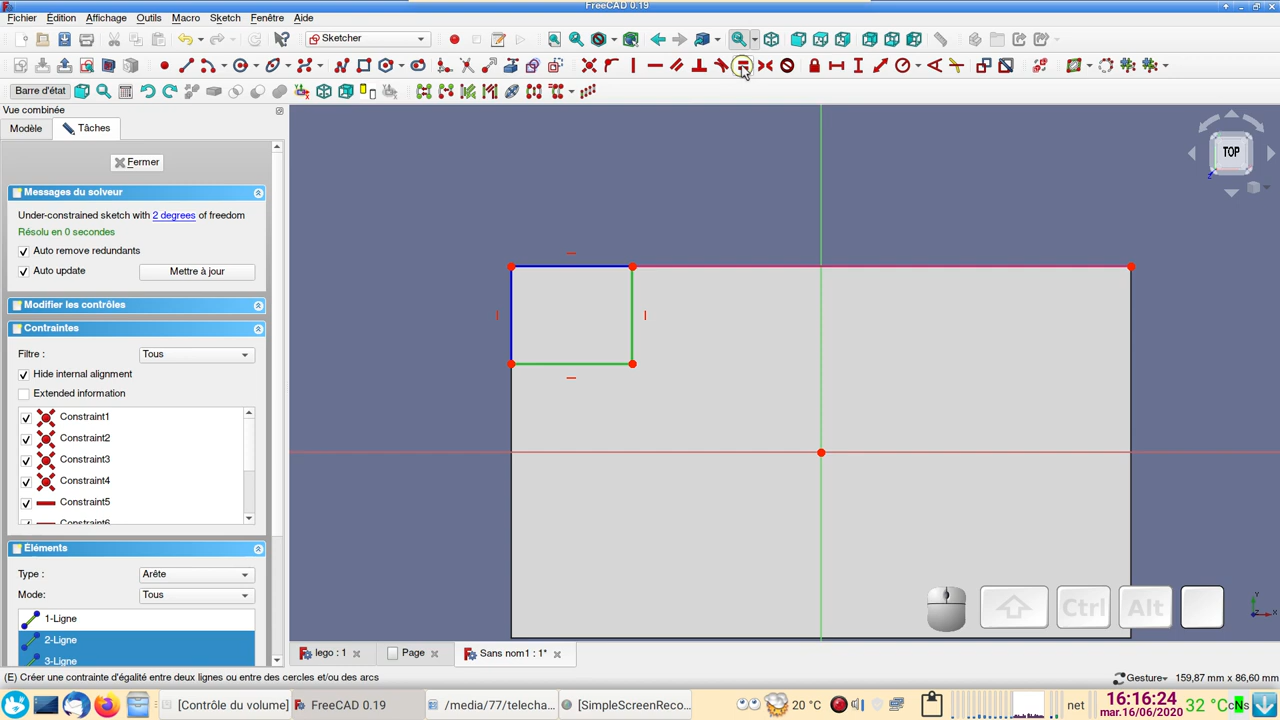 FreeCAD 0.19
Fichier Édition Affichage Outils Macro Sketch Fenêtre Aide
Sketcher
Barre d'état
Vue combinée
Modèle Tâches
Fermer
TOP
Messages du solveur
Under-constrained sketch with 2 degrees of freedom
Résolu en 0 secondes
Auto remove redundants
Auto update Mettre à jour
Modifier les contrôles
Contraintes
Filtre : Tous
Hide internal alignment
Extended information
Constraint1
Constraint2
Constraint3
Constraint4
Constraint5
Constraint6
Éléments
Type : Arête
Mode: Tous
1-Ligne
2-Ligne
3-Ligne
Ctrl Alt
Y
X
lego : 1 Page Sans nom1 : 1*
(E) Créer une contrainte d'égalité entre deux lignes ou entre des cercles et/ou des arcs
Gesture 159,87 mm x 86,60 mm
[Contrôle du volume] FreeCAD 0.19 /media/77/telecha... [SimpleScreenReco... 20 °C net 16:16:24 32 °C cNs
mar.16/06/2020